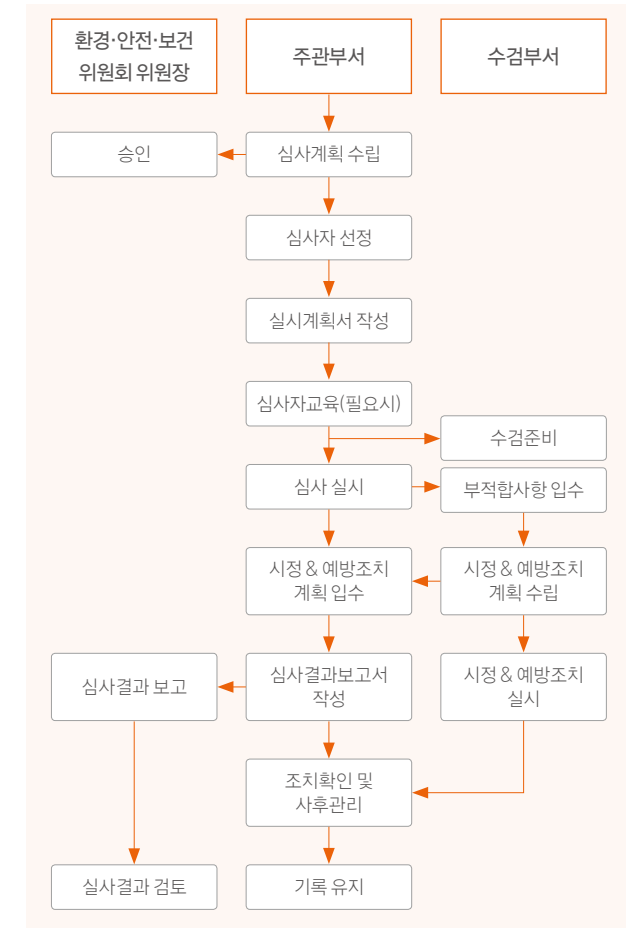 환경·안전·보건
위원회 위원장
주관부서
수검부서
승인
심사계획 수립
심사자 선정
실시계획서 작성
심사자교육(필요시)
수검준비
심사 실시
부적합사항 입수
시정 & 예방조치
계획 입수
시정 & 예방조치
계획 수립
심사결과 보고
심사결과보고서
작성
시정 & 예방조치
실시
조치확인 및
사후관리
실사결과 검토
기록 유지